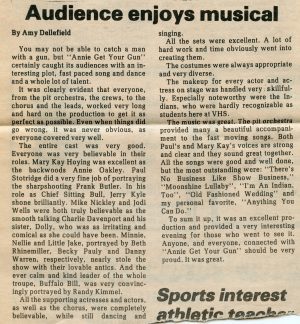 Audience enjoys musical
By Amy Dellefield
You may not be able to catch a
man with a gun, but "Annie Get Your Gun"
certainly caught its audiences with an in-
teresting plot, fast paced song and dance
and a whole lot of talent.
It was clearly evident that everyone,
from the pit orchestra, the crews, to the
chorus and the leads, worked very long
and hard on the production to get it as
perfect as possible. Even when things did
go wrong, it was never obvious, as
everyone covered very well.
The entire cast was very good.
Everyone was very believable in their
roles. Mary Kay Hoying was excellent as
the backwoods Annie Oakley. Paul
Stotridge did a very fine job of portraying
the sharpshooting Frank Butler. In his
role as Chief Sitting Bull, Jerry Kyle
shone brilliantly. Mike Nickley and Jodi
Wells were both truly believable as the
smooth talking Charlie Davenport and his
sister, Dolly, who was as irritating and
comical as she could have been. Minnie,
Nellie and Little Jake, portrayed by Beth
Rhinemiller, Becky Pauly and Danny
Warren, respectively, nearly stole the
show with their lovable antics. And the
ever calm and kind leader of the whole
troupe, Buffalo Bill, was very convinc-
ingly portrayed by Randy Kimmel.
All the supporting actresses and actors,
as well as the chorus, were completely
believable, while still dancing and
singing.
All the sets were excellent. A lot of
hard work and time obviously went into
creating them.
The costumes were always appropriate
and very diverse.
The makeup for every actor and ac-
tress on stage was handled very skillful-
ly. Especially noteworthy were the In-
dians, who were hardly recognizable as
students here at VHS.
The music was great. The pit orchestra
provided many a beautiful accompani-
ment to the fast moving songs. Both
Paul's and Mary Kay's voices are strong
and clear and they sound great together.
All the songs were good and well done,
but the most outstanding were: "There's
No Business Like Show Business,"
"Moonshine Lullaby", "I'm An Indian,
Too", "Old Fashioned Wedding" and
my personal favorite, "Anything You
Can Do."
To sum it up, it was an excellent pro-
duction and provided a very interesting
evening for those who went to see it.
Anyone, and everyone, connected with
"Annie Get Your Gun" should be very
proud. It was great.
Sports interest
athletic teacher